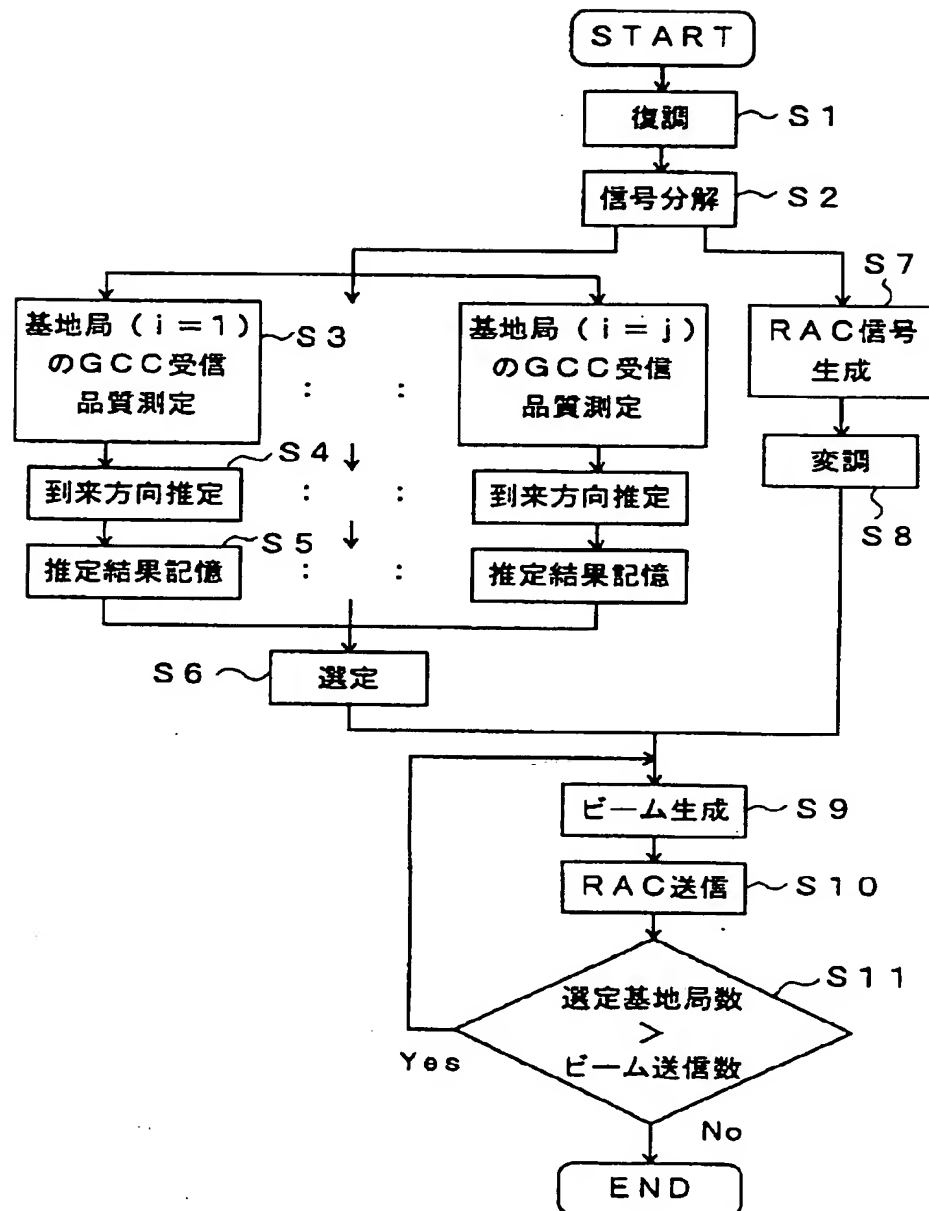 START
復調
S1
信号分解
S2
S7
基地局(i=1)
のGCC受信
品質測定
S3
:
:
基地局(i=j)
のGCC受信
品質測定
RAC信号
生成
S4
到来方向推定
:
:
到来方向推定
変調
S8
S5
推定結果記憶
:
:
推定結果記憶
S6
選定
ビーム生成
S9
RAC送信
S10
S11
選定基地局数
>
ビーム送信数
Yes
No
END